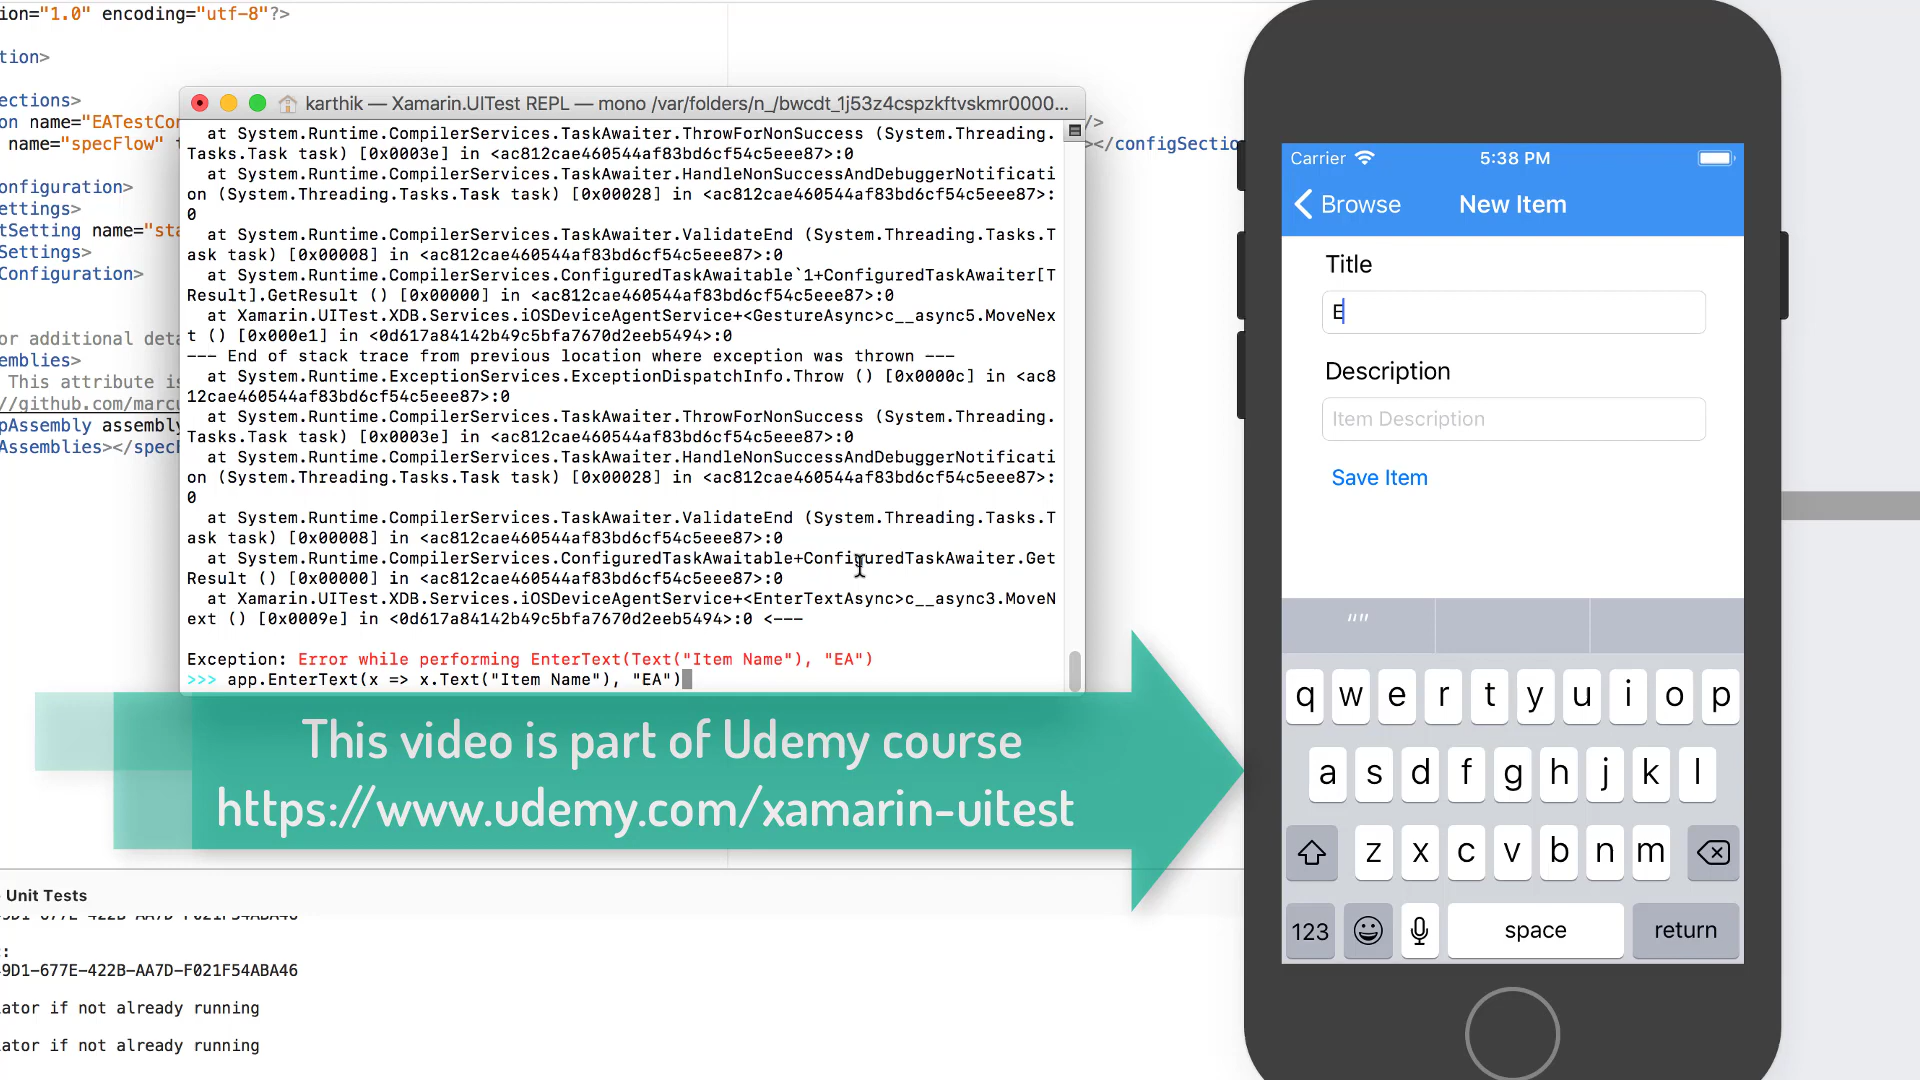 ion="1.0" encoding="utf-8"?>
tion>
ections>
on name="EATestCon
name="specFlow" t
onfiguration>
ettings>
tSetting name="sta
Settings>
Configuration>
or additional deta
emblies>
This attribute is
//github.com/marcu
pAssembly assembly
Assemblies></specF
/>
></configSectio
karthik — Xamarin.UITest REPL — mono /var/folders/n_/bwcdt_1j53z4cspzkftvskmr0000...
at System.Runtime.CompilerServices.TaskAwaiter.ThrowForNonSuccess (System.Threading.
Tasks.Task task) [0x0003e] in <ac812cae460544af83bd6cf54c5eee87>:0
at System.Runtime.CompilerServices.TaskAwaiter.HandleNonSuccessAndDebuggerNotificati
on (System.Threading.Tasks.Task task) [0x00028] in <ac812cae460544af83bd6cf54c5eee87>:
0
at System.Runtime.CompilerServices.TaskAwaiter.ValidateEnd (System.Threading.Tasks.T
ask task) [0x00008] in <ac812cae460544af83bd6cf54c5eee87>:0
at System.Runtime.CompilerServices.ConfiguredTaskAwaitable`1+ConfiguredTaskAwaiter[T
Result].GetResult () [0x00000] in <ac812cae460544af83bd6cf54c5eee87>:0
at Xamarin.UITest.XDB.Services.iOSDeviceAgentService+<GestureAsync>c__async5.MoveNex
t () [0x000e1] in <0d617a84142b49c5bfa7670d2eeb5494>:0
--- End of stack trace from previous location where exception was thrown ---
at System.Runtime.ExceptionServices.ExceptionDispatchInfo.Throw () [0x0000c] in <ac8
12cae460544af83bd6cf54c5eee87>:0
at System.Runtime.CompilerServices.TaskAwaiter.ThrowForNonSuccess (System.Threading.
Tasks.Task task) [0x0003e] in <ac812cae460544af83bd6cf54c5eee87>:0
at System.Runtime.CompilerServices.TaskAwaiter.HandleNonSuccessAndDebuggerNotificati
on (System.Threading.Tasks.Task task) [0x00028] in <ac812cae460544af83bd6cf54c5eee87>:
0
at System.Runtime.CompilerServices.TaskAwaiter.ValidateEnd (System.Threading.Tasks.T
ask task) [0x00008] in <ac812cae460544af83bd6cf54c5eee87>:0
at System.Runtime.CompilerServices.ConfiguredTaskAwaitable+ConfiguredTaskAwaiter.Get
Result () [0x00000] in <ac812cae460544af83bd6cf54c5eee87>:0
at Xamarin.UITest.XDB.Services.iOSDeviceAgentService+<EnterTextAsync>c__async3.MoveN
ext () [0x0009e] in <0d617a84142b49c5bfa7670d2eeb5494>:0 <---
Exception: Error while performing EnterText(Text("Item Name"), "EA")
>>> app.EnterText(x => x.Text("Item Name"), "EA")
This video is part of Udemy course
https://www.udemy.com/xamarin-uitest
Unit Tests
:
9D1-677E-422B-AA7D-F021F54ABA46
ator if not already running
ator if not already running
Carrier 5:38 PM
Browse New Item
Title
E
Description
Item Description
Save Item
“”
q w e r t y u i o p
a s d f g h j k l
z x c v b n m
123 space return